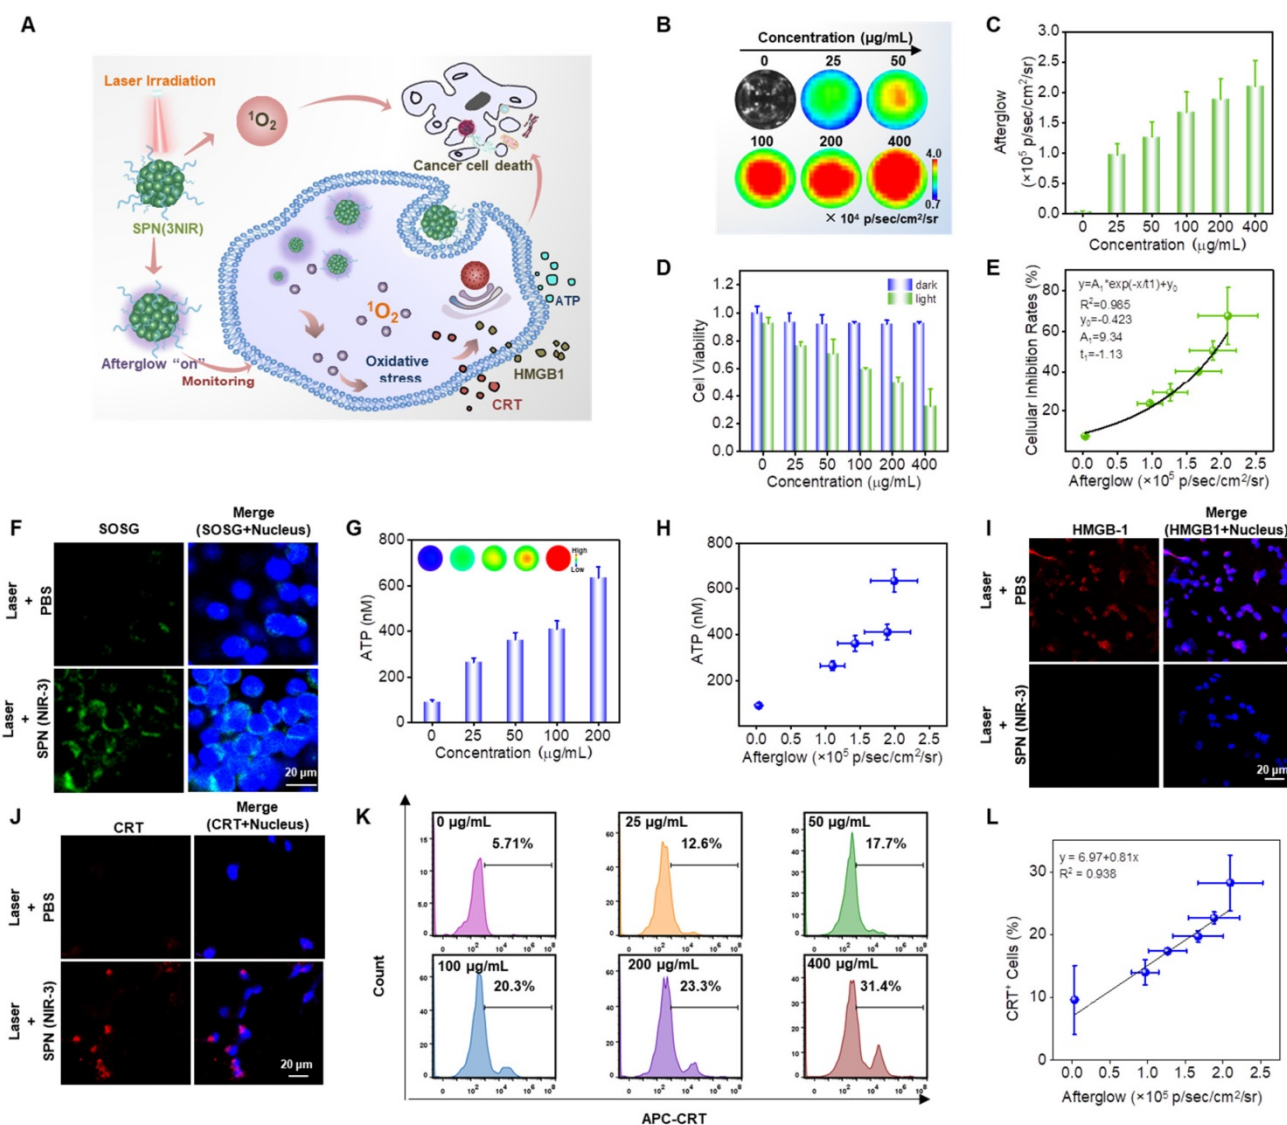 A
Laser Irradiation
¹O₂
SPN(3NIR)
Afterglow “on”
Monitoring
Cancer cell death
¹O₂
Oxidative
stress
ATP
HMGB1
CRT
B
Concentration (µg/mL)
0 25 50
100 200 400
4.0
0.7
× 10⁴ p/sec/cm²/sr
C
Afterglow
(×10⁵ p/sec/cm²/sr)
3.0
2.5
2.0
1.5
1.0
0.5
0.0
0 25 50 100 200 400
Concentration (µg/mL)
D
Cell Viability
dark
light
1.2
1.0
0.8
0.6
0.4
0.2
0.0
0 25 50 100 200 400
Concentration (µg/mL)
E
Cellular Inhibition Rates (%)
y=A₁*exp(-x/t1)+y₀
R²=0.985
y₀=-0.423
A₁=9.34
t₁=-1.13
80
60
40
20
0.0 0.5 1.0 1.5 2.0 2.5
Afterglow (×10⁵ p/sec/cm²/sr)
F
SOSG
Merge
(SOSG+Nucleus)
Laser
+
PBS
Laser
+
SPN (NIR-3)
20 µm
G
ATP (nM)
High
Low
800
600
400
200
0
0 25 50 100 200
Concentration (µg/mL)
H
ATP (nM)
800
600
400
200
0.0 0.5 1.0 1.5 2.0 2.5
Afterglow (×10⁵ p/sec/cm²/sr)
I
HMGB-1
Merge
(HMGB1+Nucleus)
Laser
+
PBS
Laser
+
SPN (NIR-3)
20 µm
J
CRT
Merge
(CRT+Nucleus)
Laser
+
PBS
Laser
+
SPN (NIR-3)
20 µm
K
Count
0 µg/mL
5.71%
25 µg/mL
12.6%
50 µg/mL
17.7%
100 µg/mL
20.3%
200 µg/mL
23.3%
400 µg/mL
31.4%
APC-CRT
L
CRT⁺ Cells (%)
y = 6.97+0.81x
R² = 0.938
30
20
10
0
0.0 0.5 1.0 1.5 2.0 2.5
Afterglow (×10⁵ p/sec/cm²/sr)